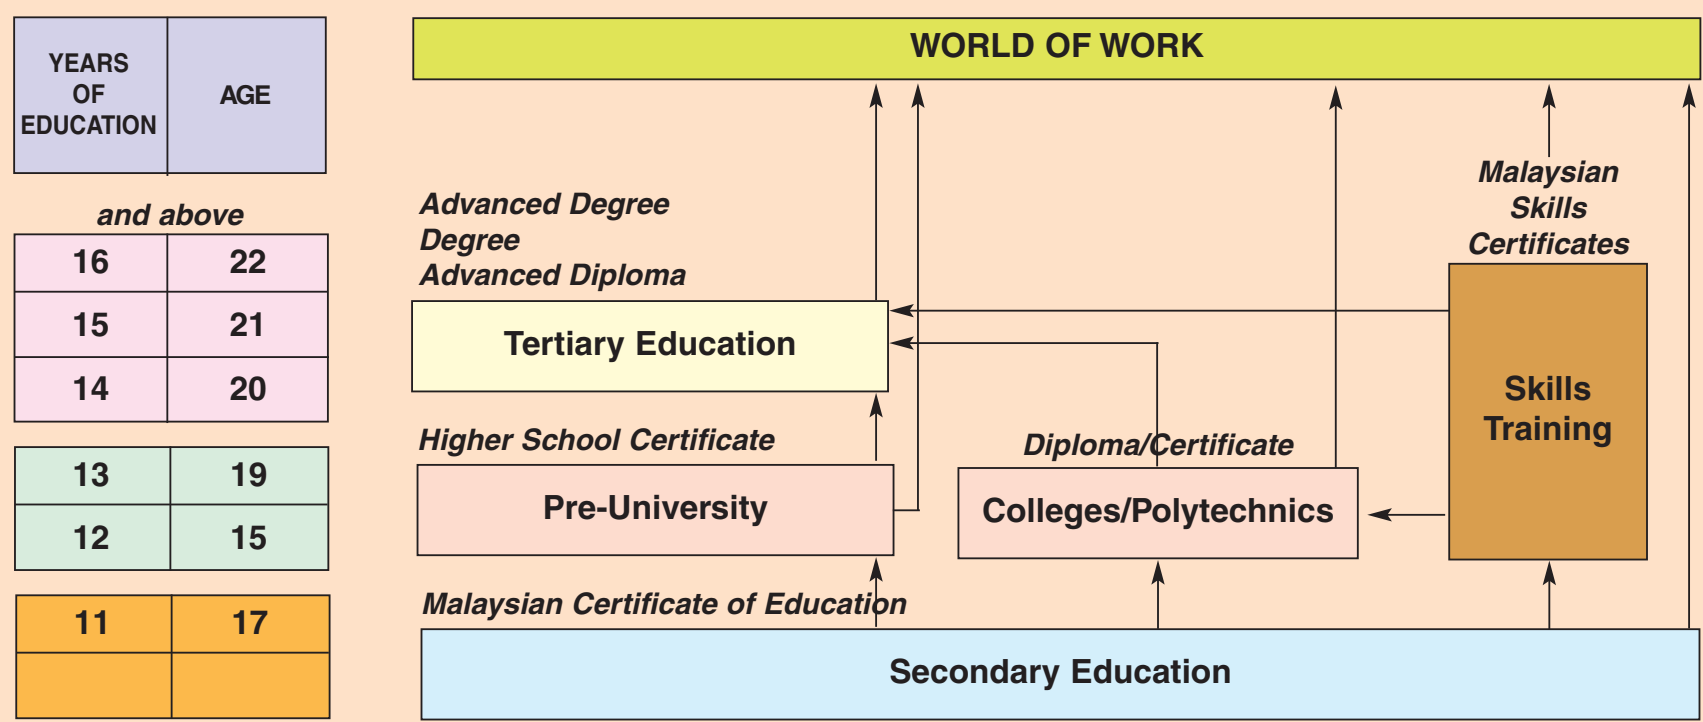 YEARS
OF
EDUCATION
AGE
and above
16 22
15 21
14 20
13 19
12 15
11 17
WORLD OF WORK
Malaysian
Skills
Certificates
Advanced Degree
Degree
Advanced Diploma
Tertiary Education
Skills
Training
Higher School Certificate
Diploma/Certificate
Pre-University
Colleges/Polytechnics
Malaysian Certificate of Education
Secondary Education